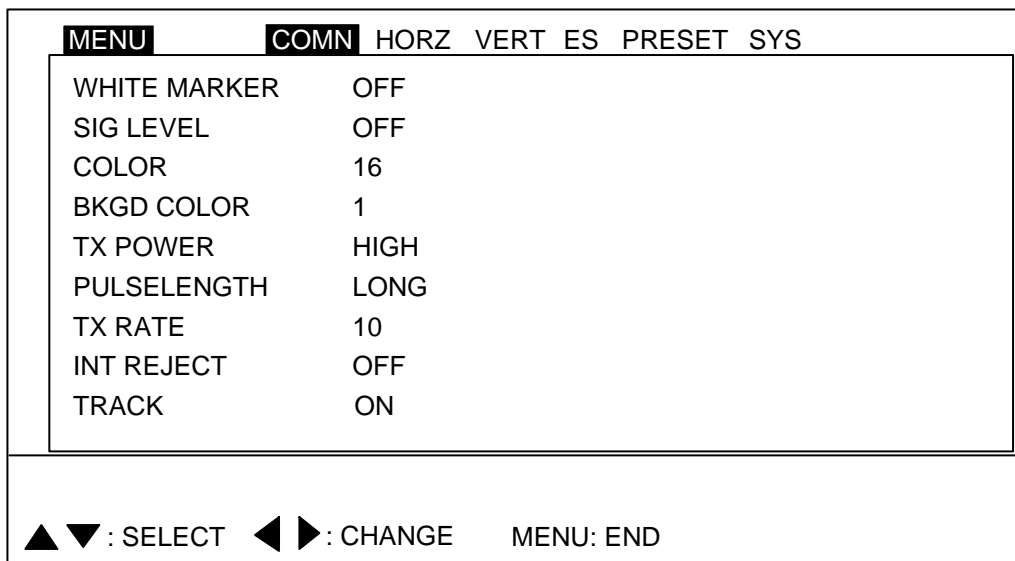 MENU COMN HORZ VERT ES PRESET SYS
WHITE MARKER OFF
SIG LEVEL OFF
COLOR 16
BKGD COLOR 1
TX POWER HIGH
PULSELENGTH LONG
TX RATE 10
INT REJECT OFF
TRACK ON
▲ ▼ : SELECT ◀ ▶ : CHANGE MENU: END